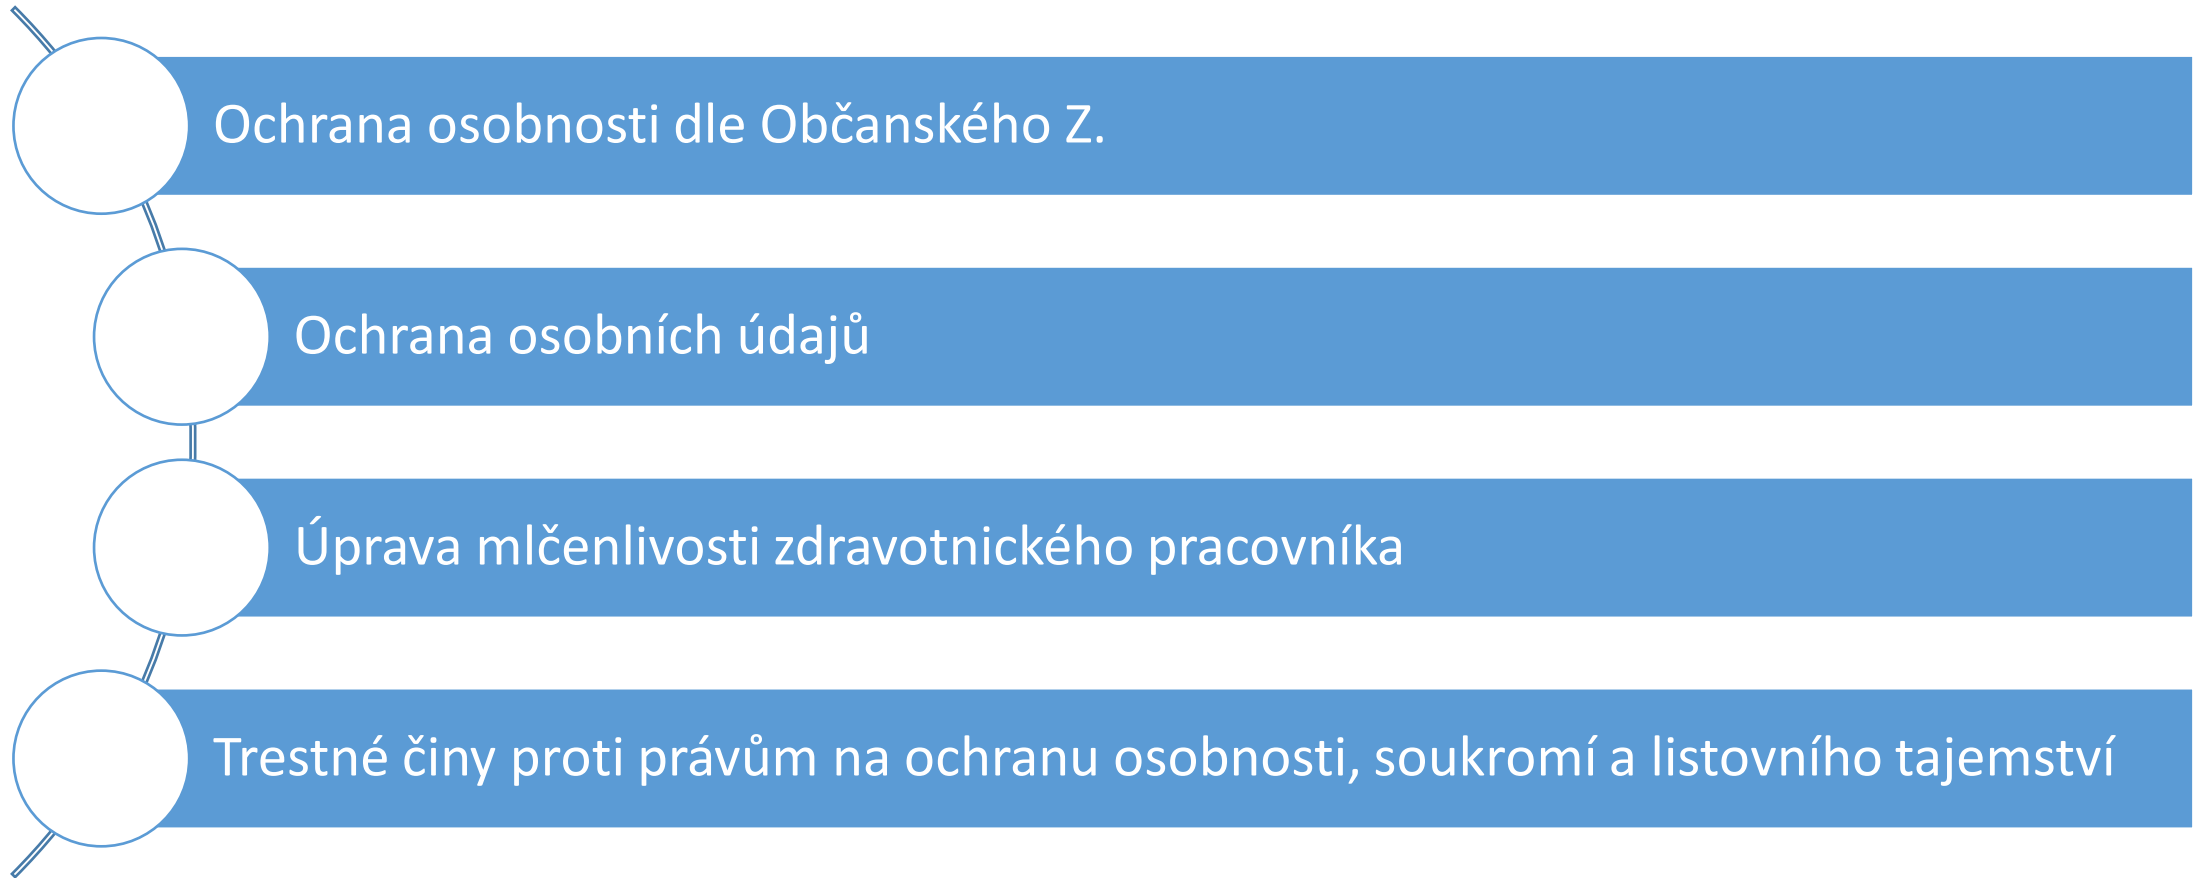 Ochrana osobnosti dle Občanského Z.
Ochrana osobních údajů
Úprava mlčenlivosti zdravotnického pracovníka
Trestné činy proti právům na ochranu osobnosti, soukromí a listovního tajemství